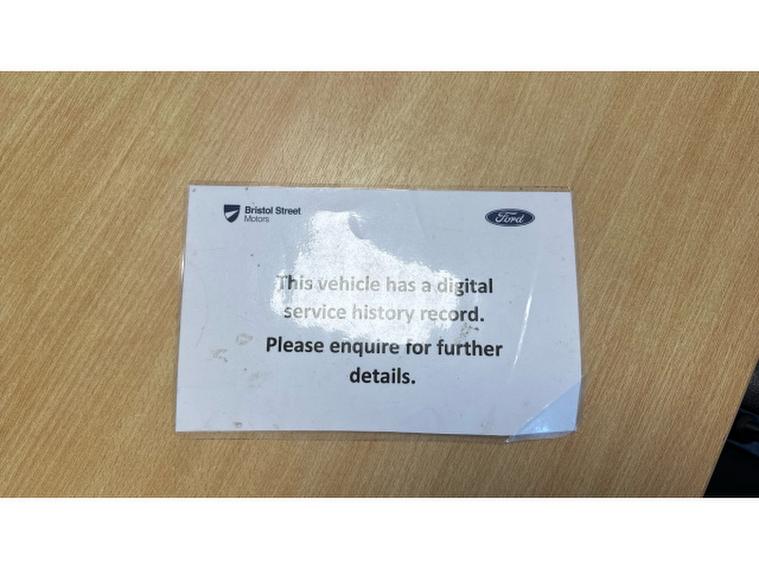 Bristol Street
Motors
Ford
This vehicle has a digital
service history record.
Please enquire for further
details.